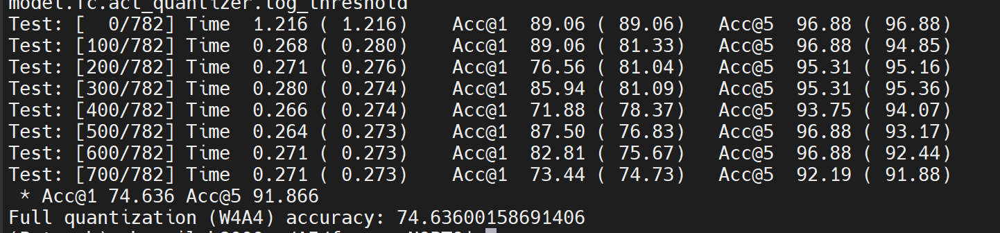 model.fc.act_quantizer.log_threshold
Test: [  0/782] Time  1.216 ( 1.216)    Acc@1  89.06 ( 89.06)   Acc@5  96.88 ( 96.88)
Test: [100/782] Time  0.268 ( 0.280)    Acc@1  89.06 ( 81.33)   Acc@5  96.88 ( 94.85)
Test: [200/782] Time  0.271 ( 0.276)    Acc@1  76.56 ( 81.04)   Acc@5  95.31 ( 95.16)
Test: [300/782] Time  0.280 ( 0.274)    Acc@1  85.94 ( 81.09)   Acc@5  95.31 ( 95.36)
Test: [400/782] Time  0.266 ( 0.274)    Acc@1  71.88 ( 78.37)   Acc@5  93.75 ( 94.07)
Test: [500/782] Time  0.264 ( 0.273)    Acc@1  87.50 ( 76.83)   Acc@5  96.88 ( 93.17)
Test: [600/782] Time  0.271 ( 0.273)    Acc@1  82.81 ( 75.67)   Acc@5  96.88 ( 92.44)
Test: [700/782] Time  0.271 ( 0.273)    Acc@1  73.44 ( 74.73)   Acc@5  92.19 ( 91.88)
 * Acc@1 74.636 Acc@5 91.866
Full quantization (W4A4) accuracy: 74.63600158691406